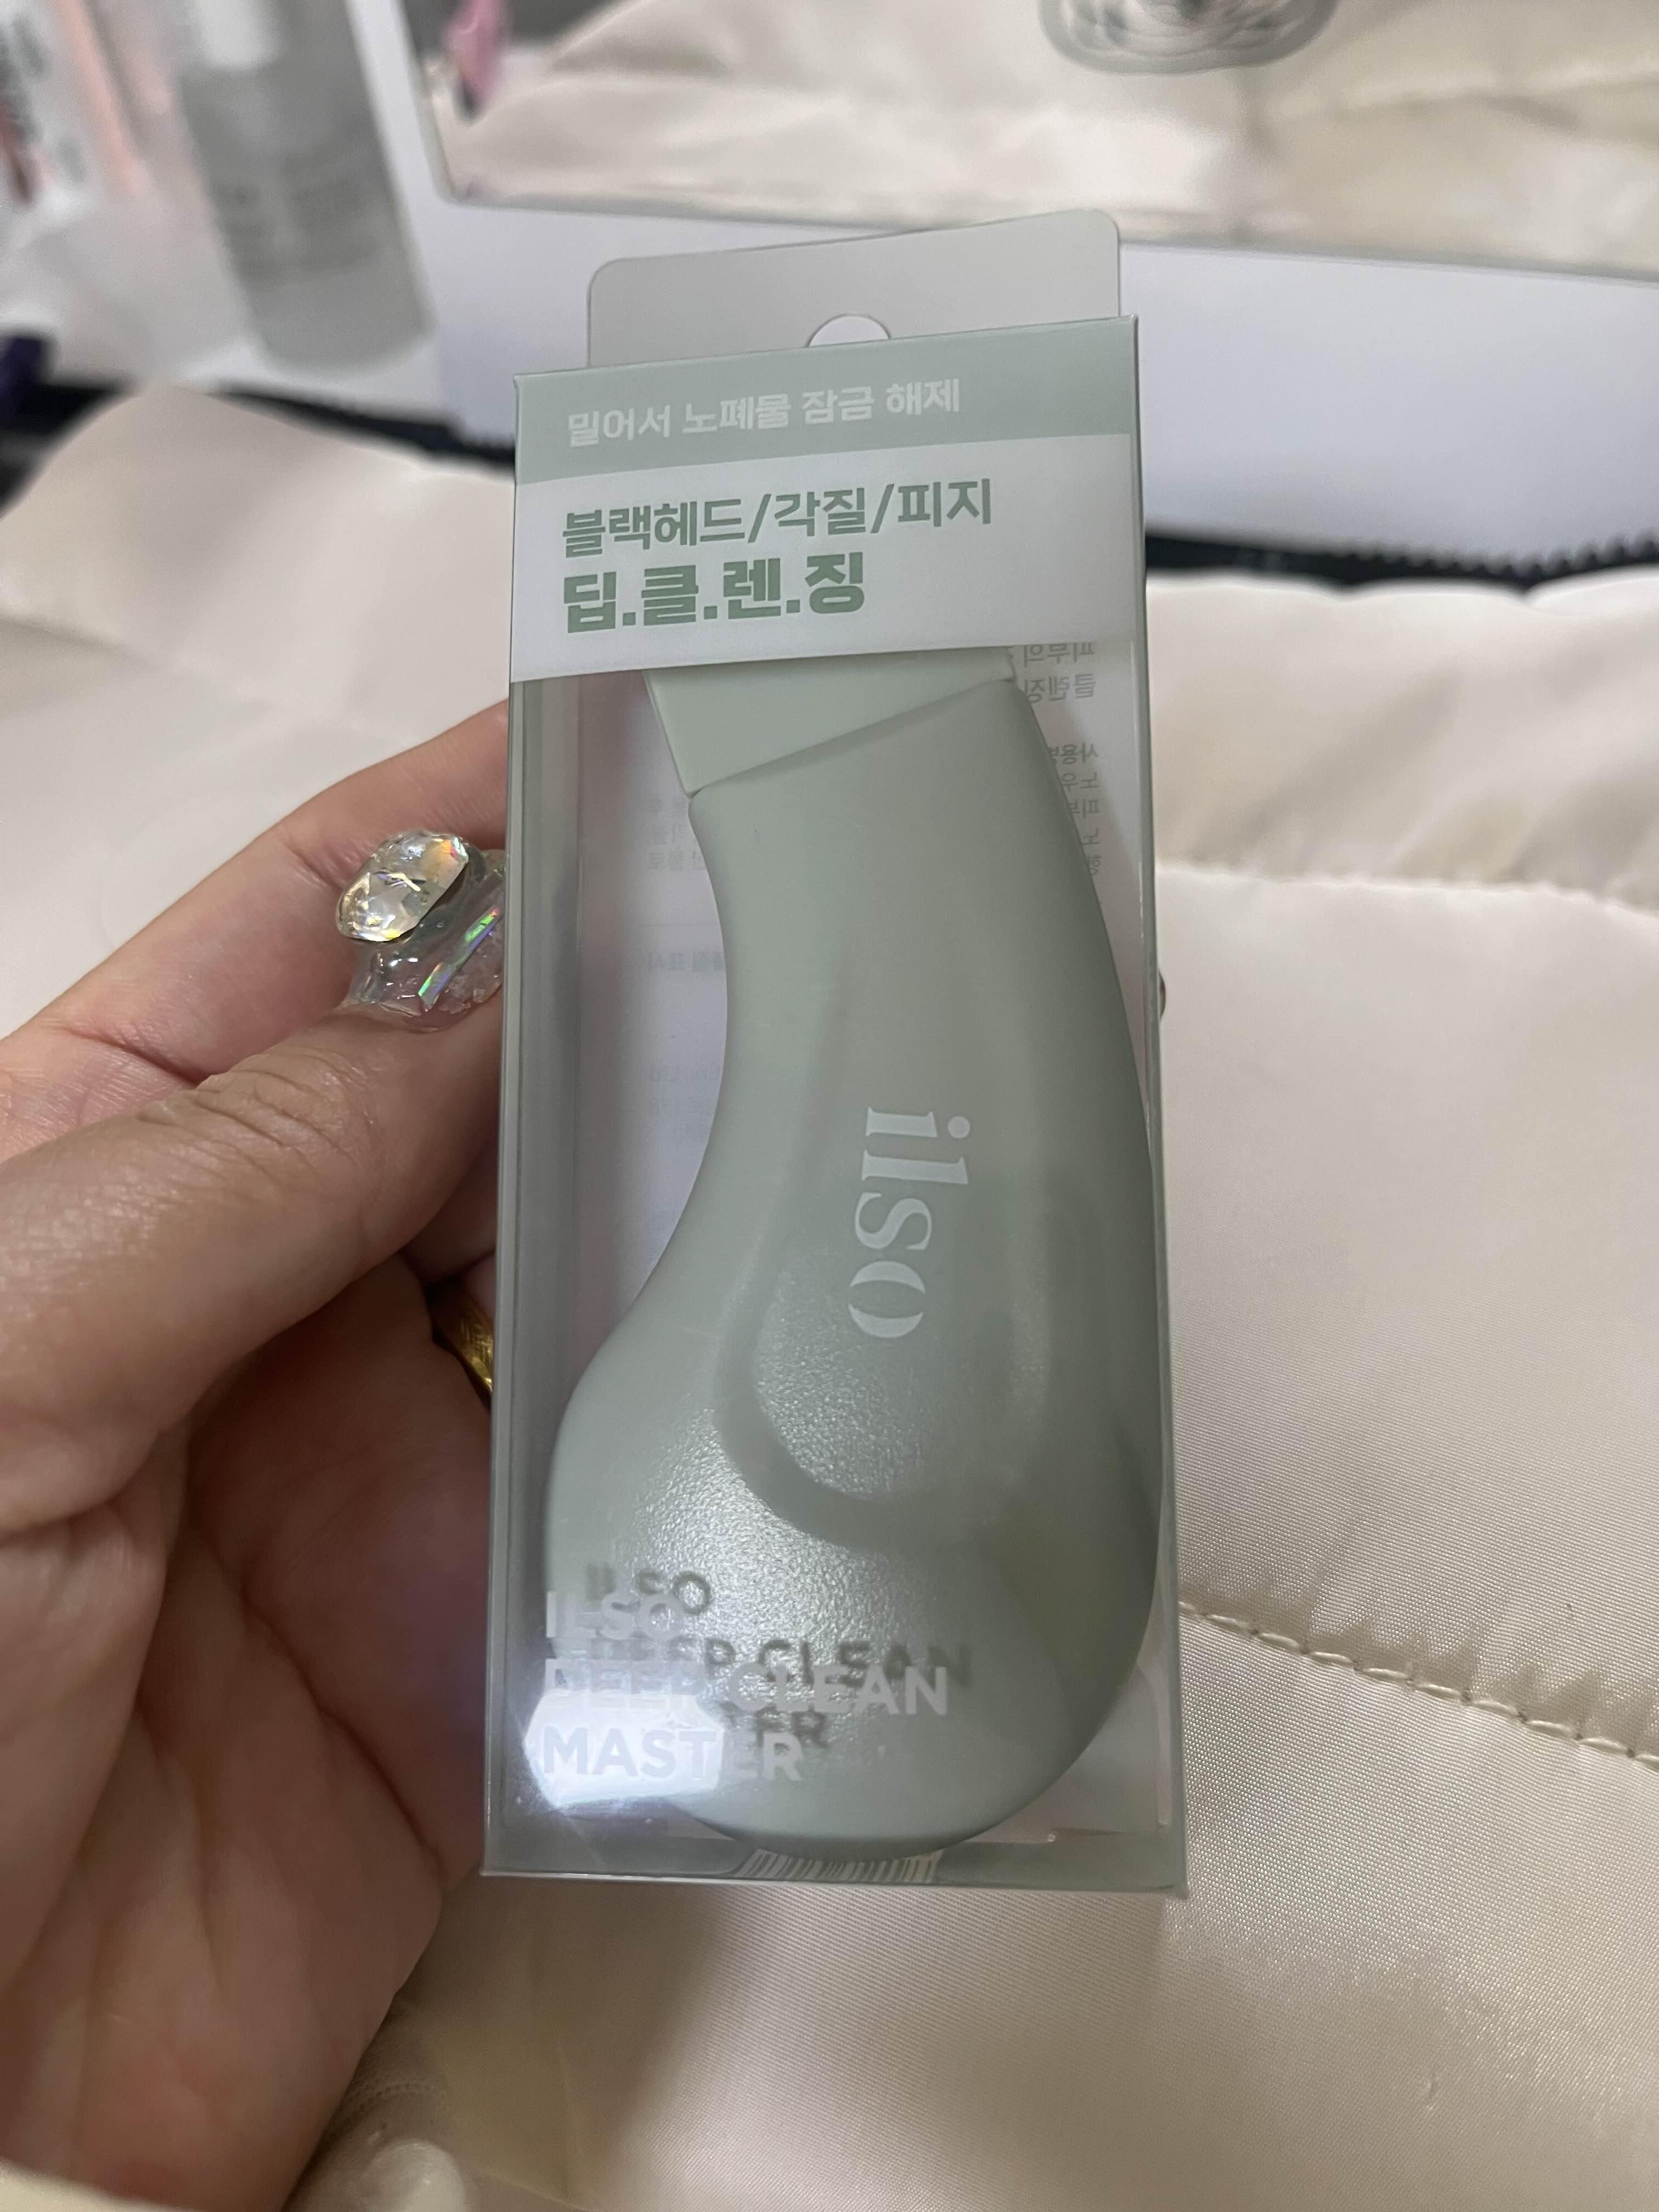 밀어서 노폐물 잠금 해제
블랙헤드/각질/피지
딥.클.렌.징
ilso
ILSO
DEEP CLEAN
MASTER